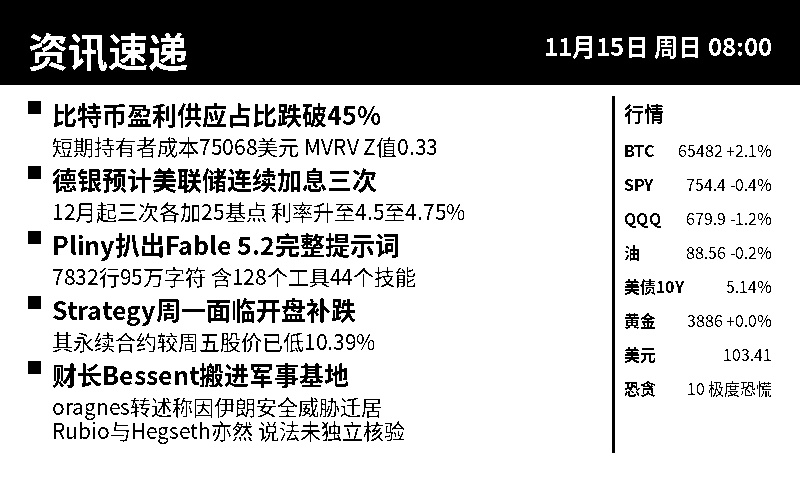 资讯速递
11月15日 周日 08:00
比特币盈利供应占比跌破45%
短期持有者成本75068美元 MVRV Z值0.33
德银预计美联储连续加息三次
12月起三次各加25基点 利率升至4.5至4.75%
Pliny扒出Fable 5.2完整提示词
7832行95万字符 含128个工具44个技能
Strategy周一面临开盘补跌
其永续合约较周五股价已低10.39%
财长Bessent搬进军事基地
oragnes转述称因伊朗安全威胁迁居
Rubio与Hegseth亦然 说法未独立核验
行情
BTC 65482 +2.1%
SPY 754.4 -0.4%
QQQ 679.9 -1.2%
油 88.56 -0.2%
美债10Y 5.14%
黄金 3886 +0.0%
美元 103.41
恐贪 10 极度恐慌